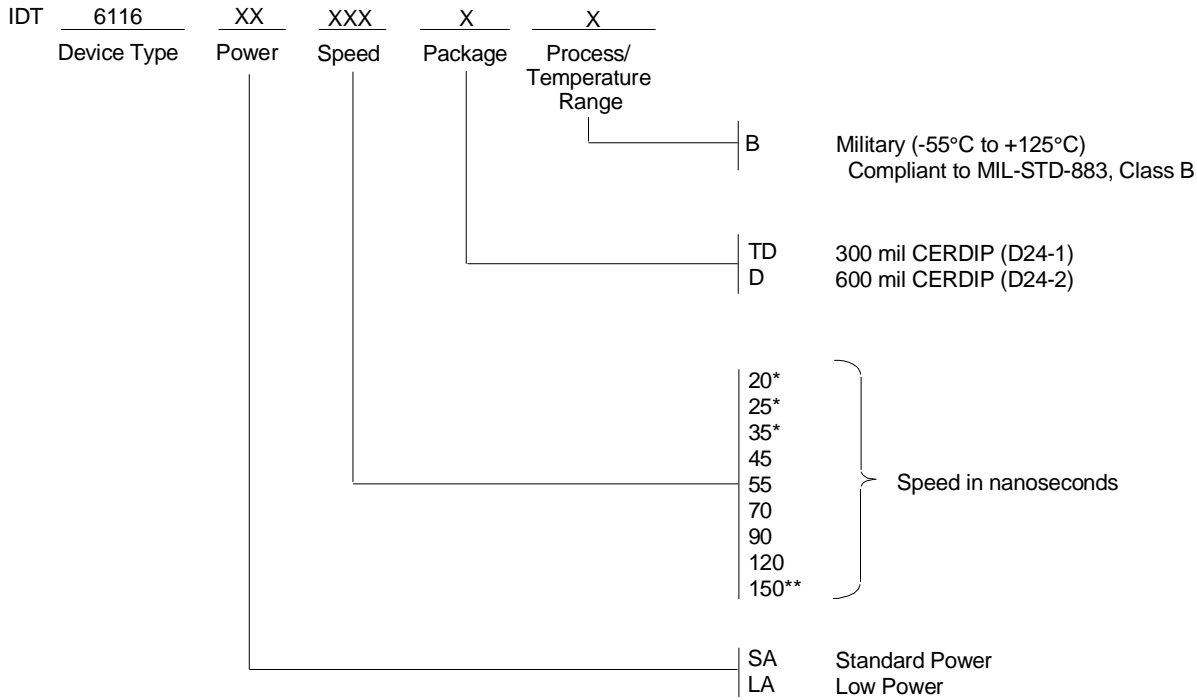 IDT 6116 XX XXX X X
Device Type Power Speed Package Process/
Temperature
Range
B Military (-55°C to +125°C)
Compliant to MIL-STD-883, Class B
TD 300 mil CERDIP (D24-1)
D 600 mil CERDIP (D24-2)
20*
25*
35*
45
55 Speed in nanoseconds
70
90
120
150**
SA Standard Power
LA Low Power